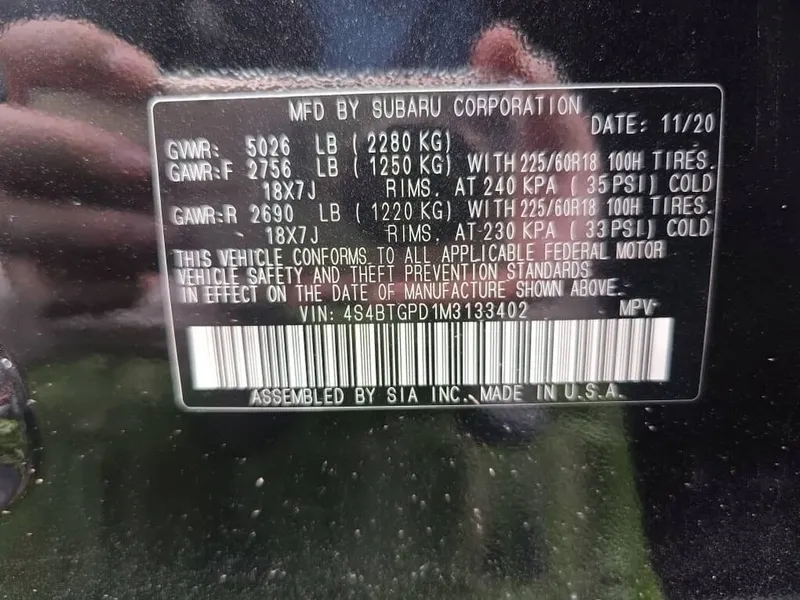 MFD BY SUBARU CORPORATION
DATE: 11/20
GVWR: 5026 LB (2280 KG)
GAWR:F 2756 LB (1250 KG) WITH 225/60R18 100H TIRES.
18X7J RIMS, AT 240 KPA (35 PSI) COLD
GAWR:R 2690 LB (1220 KG) WITH 225/60R18 100H TIRES.
18X7J RIMS, AT 230 KPA (33 PSI) COLD
THIS VEHICLE CONFORMS TO ALL APPLICABLE FEDERAL MOTOR
VEHICLE SAFETY AND THEFT PREVENTION STANDARDS
IN EFFECT ON THE DATE OF MANUFACTURE SHOWN ABOVE.
VIN: 4S4BTGPD1M3133402 MPV
ASSEMBLED BY SIA INC. MADE IN U.S.A.